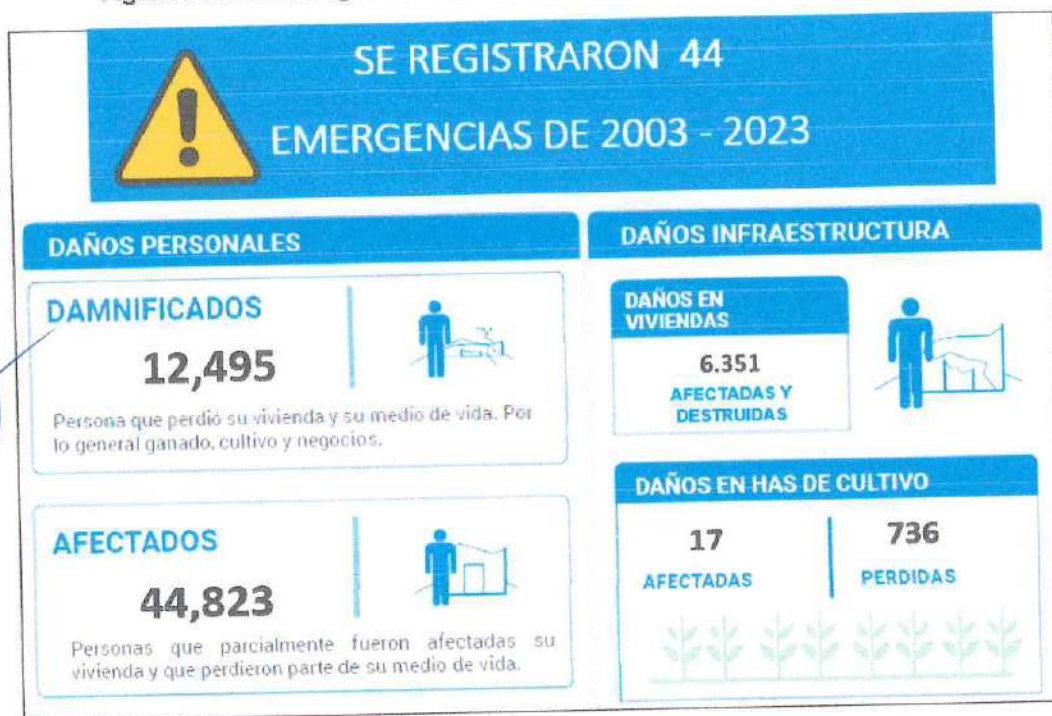 SE REGISTRARON 44
EMERGENCIAS DE 2003 - 2023
DAÑOS PERSONALES
DAMNIFICADOS
12,495
Persona que perdió su vivienda y su medio de vida. Por
lo general ganado, cultivo y negocios.
AFECTADOS
44,823
Personas que parcialmente fueron afectadas su
vivienda y que perdieron parte de su medio de vida.
DAÑOS INFRAESTRUCTURA
DAÑOS EN
VIVIENDAS
6.351
AFECTADAS Y
DESTRUIDAS
DAÑOS EN HAS DE CULTIVO
17
AFECTADAS
736
PERDIDAS